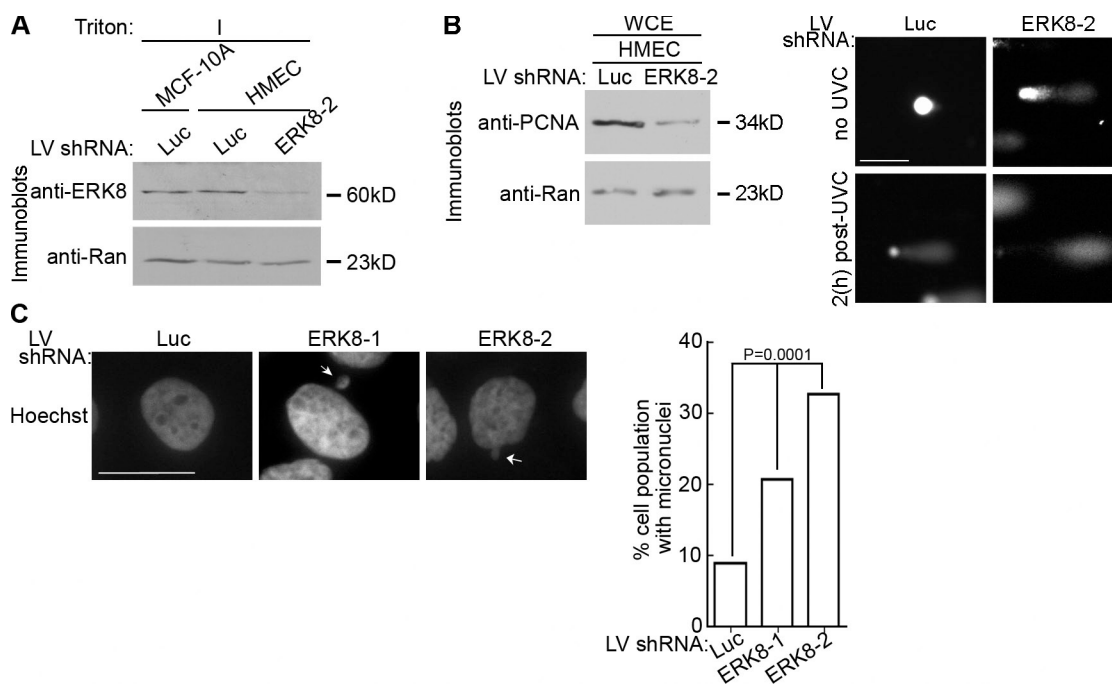 A
Triton:
I
MCF-10A
HMEC
LV shRNA:
Luc
Luc
ERK8-2
Immunoblots
anti-ERK8
60kD
anti-Ran
23kD
B
WCE
HMEC
LV shRNA:
Luc ERK8-2
Immunoblots
anti-PCNA
34kD
anti-Ran
23kD
LV
shRNA:
Luc
ERK8-2
no UVC
2(h) post-UVC
C
LV
shRNA:
Luc
ERK8-1
ERK8-2
Hoechst
% cell population
with micronuclei
40
30
20
10
0
P=0.0001
LV shRNA:
Luc
ERK8-1
ERK8-2